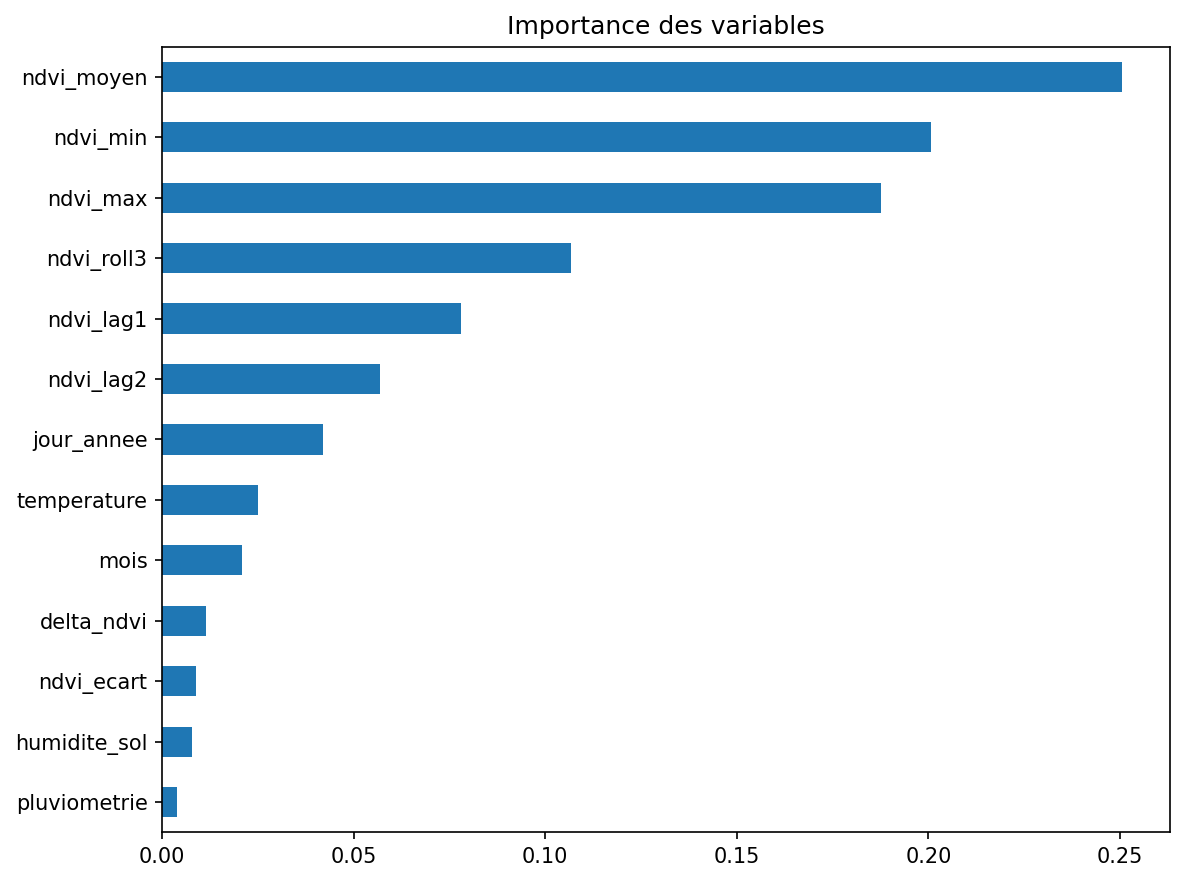 Importance des variables
ndvi_moyen
ndvi_min
ndvi_max
ndvi_roll3
ndvi_lag1
ndvi_lag2
jour_annee
temperature
mois
delta_ndvi
ndvi_ecart
humidite_sol
pluviometrie
0.00 0.05 0.10 0.15 0.20 0.25